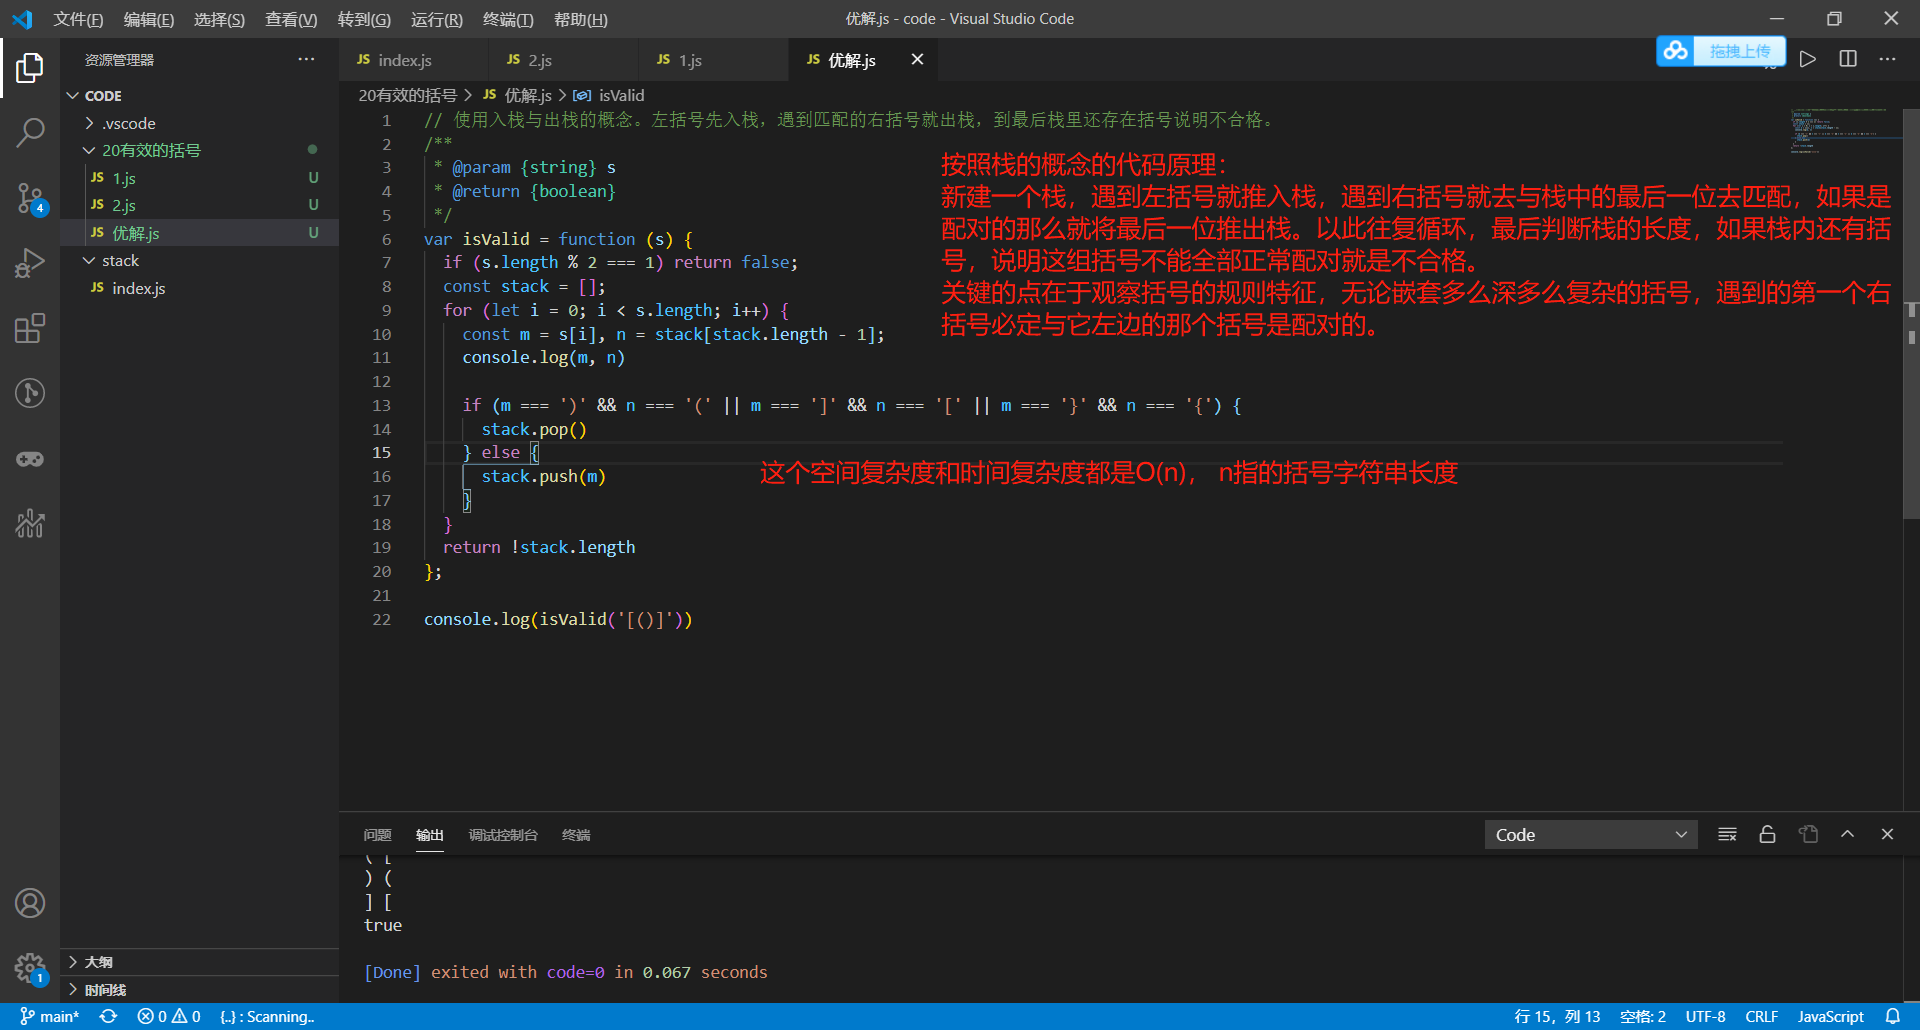 文件(F) 编辑(E) 选择(S) 查看(V) 转到(G) 运行(R) 终端(T) 帮助(H)
优解.js - code - Visual Studio Code
资源管理器
JS index.js
JS 2.js
JS 1.js
JS 优解.js
拖拽上传
CODE
.vscode
20有效的括号
JS 1.js U
JS 2.js U
JS 优解.js U
stack
JS index.js
4
1
大纲
时间线
20有效的括号 > JS 优解.js > isValid
1 // 使用入栈与出栈的概念。左括号先入栈，遇到匹配的右括号就出栈，到最后栈里还存在括号说明不合格。
2 /**
3 * @param {string} s
4 * @return {boolean}
5 */
6 var isValid = function (s) {
7 if (s.length % 2 === 1) return false;
8 const stack = [];
9 for (let i = 0; i < s.length; i++) {
10 const m = s[i], n = stack[stack.length - 1];
11 console.log(m, n)
12
13 if (m === ')' && n === '(' || m === ']' && n === '[' || m === '}' && n === '{') {
14 stack.pop()
15 } else {
16 stack.push(m)
17 }
18 }
19 return !stack.length
20 };
21
22 console.log(isValid('[()]'))
按照栈的概念的代码原理：
新建一个栈，遇到左括号就推入栈，遇到右括号就去与栈中的最后一位去匹配，如果是
配对的那么就将最后一位推出栈。以此往复循环，最后判断栈的长度，如果栈内还有括
号，说明这组括号不能全部正常配对就是不合格。
关键的点在于观察括号的规则特征，无论嵌套多么深多么复杂的括号，遇到的第一个右
括号必定与它左边的那个括号是配对的。
这个空间复杂度和时间复杂度都是O(n)， n指的括号字符串长度
问题 输出 调试控制台 终端
Code
( [
) (
] [
true
[Done] exited with code=0 in 0.067 seconds
main* 0 0 {..} : Scanning..
行 15，列 13 空格: 2 UTF-8 CRLF JavaScript